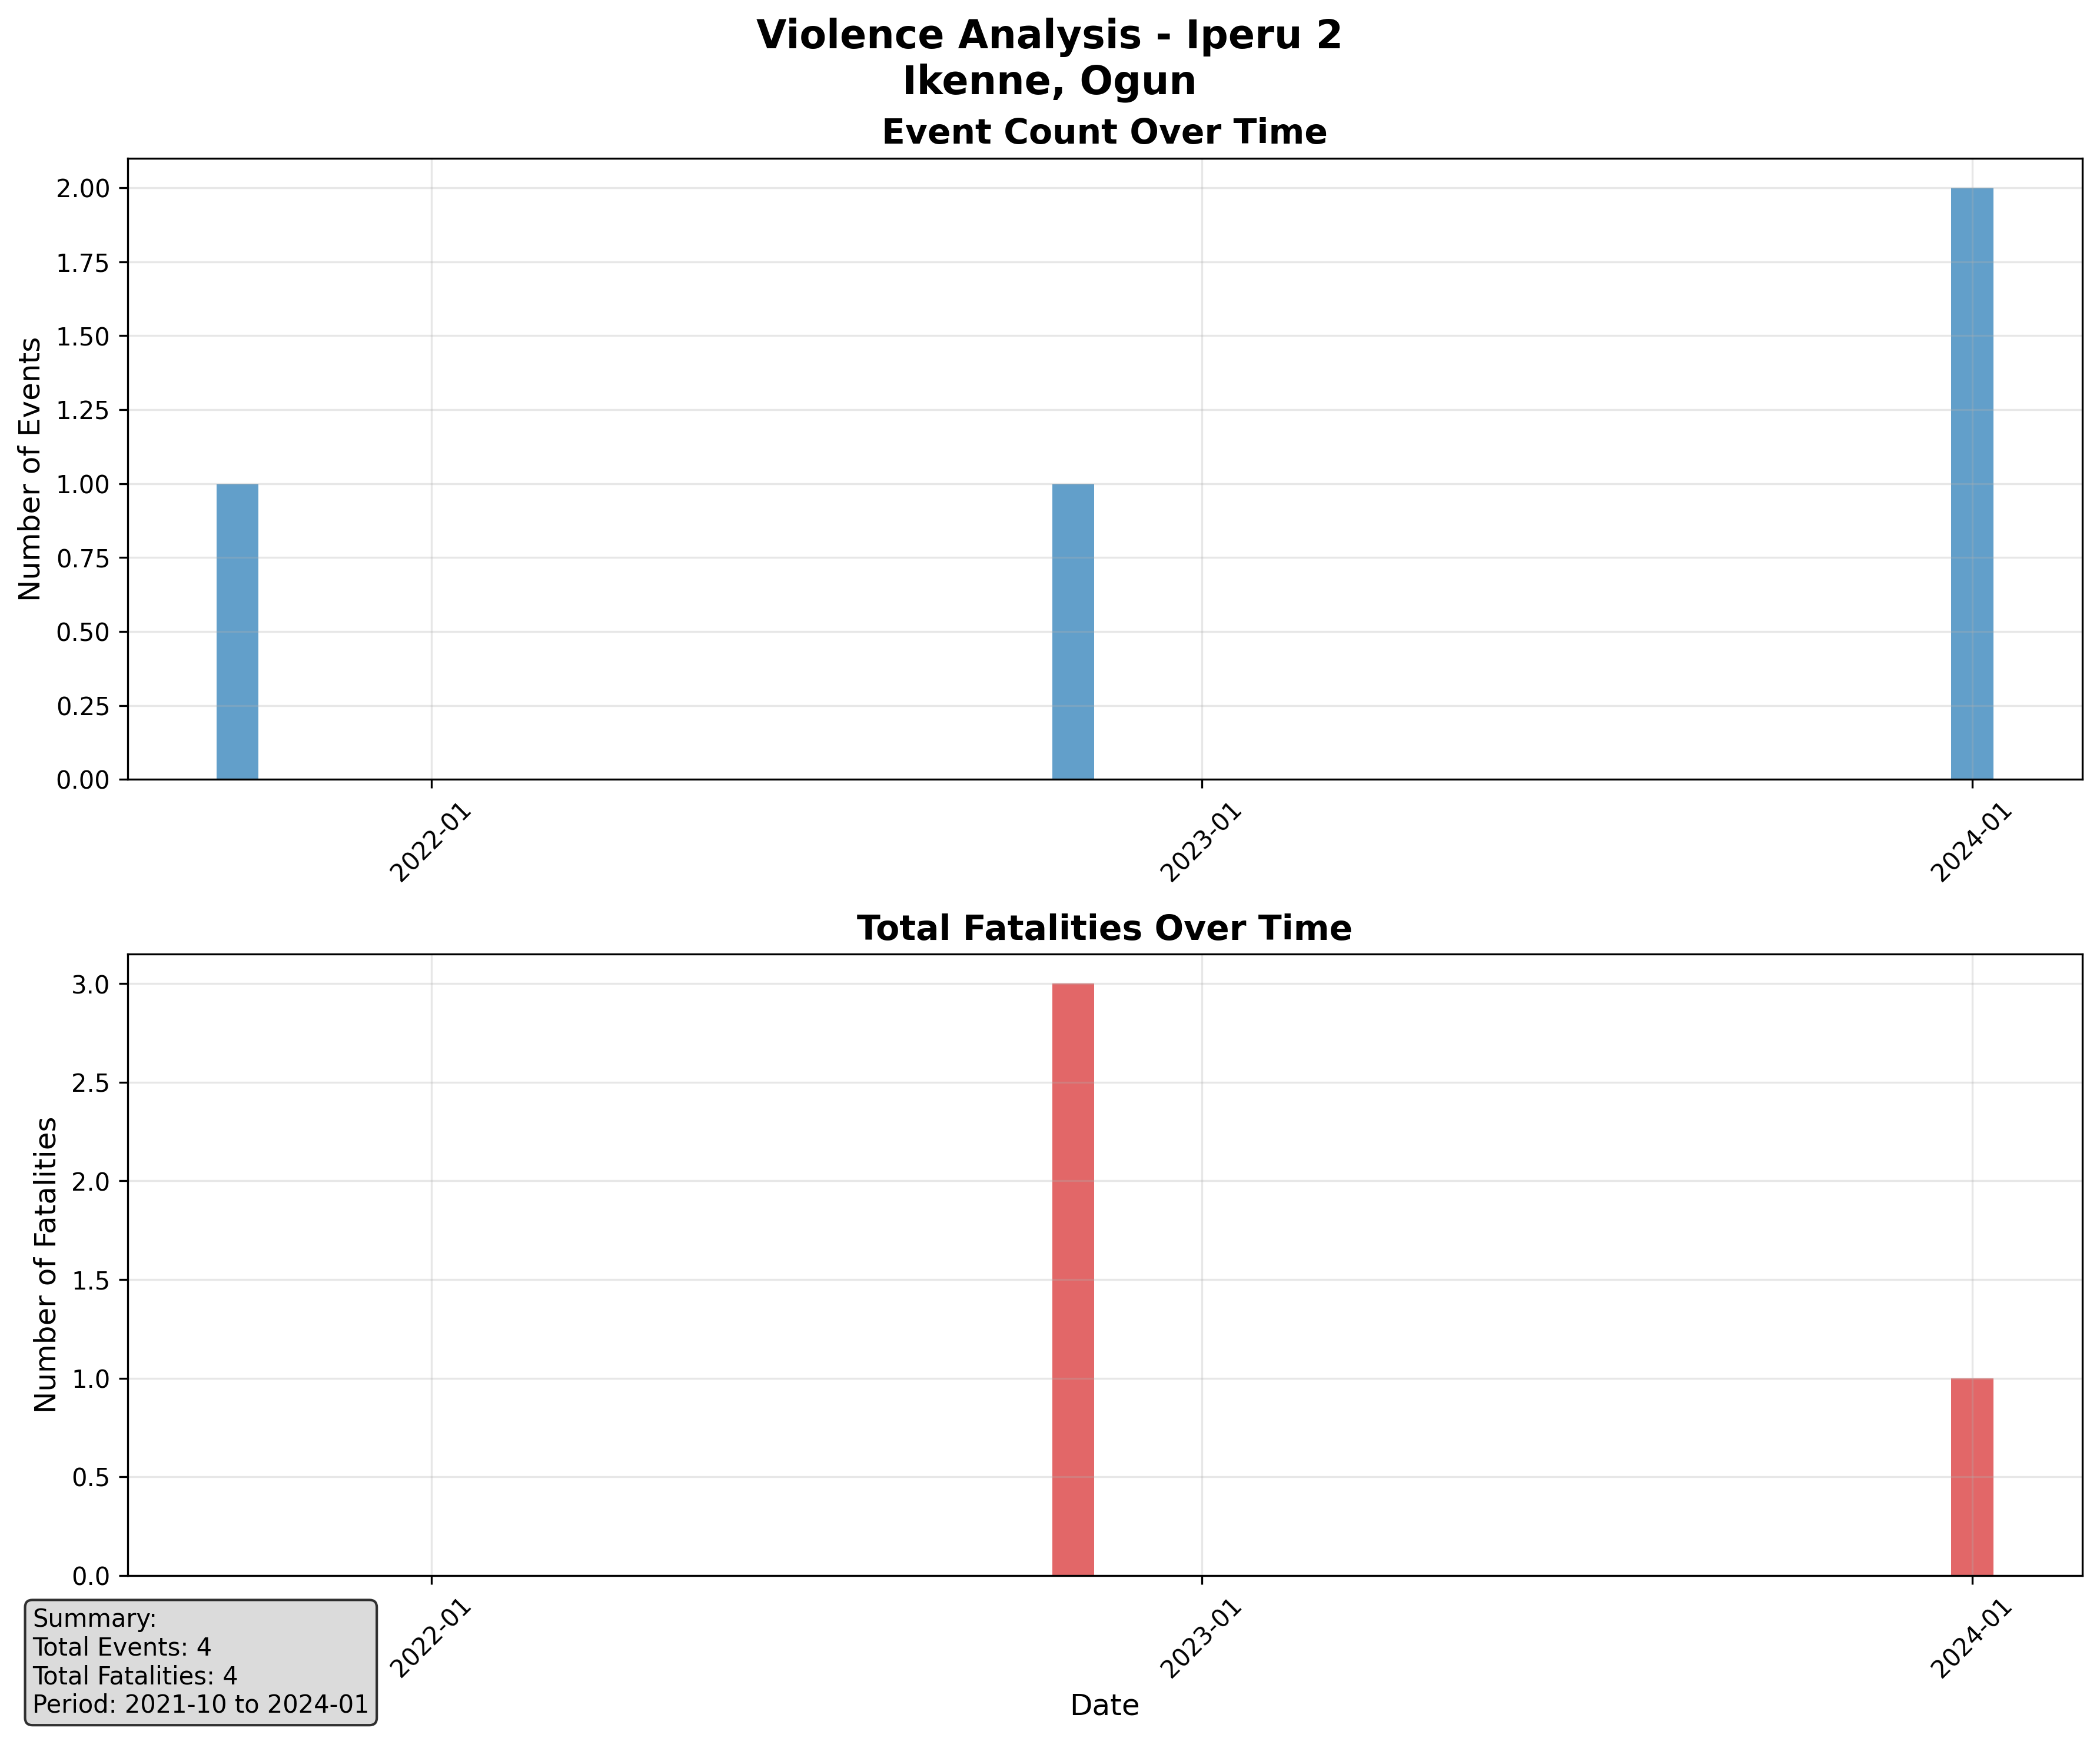 Violence Analysis - Iperu 2
Ikenne, Ogun
Event Count Over Time
Number of Events
2.00
1.75
1.50
1.25
1.00
0.75
0.50
0.25
0.00
2022-01
2023-01
2024-01
Total Fatalities Over Time
Number of Fatalities
3.0
2.5
2.0
1.5
1.0
0.5
0.0
2022-01
2023-01
2024-01
Date
Summary:
Total Events: 4
Total Fatalities: 4
Period: 2021-10 to 2024-01